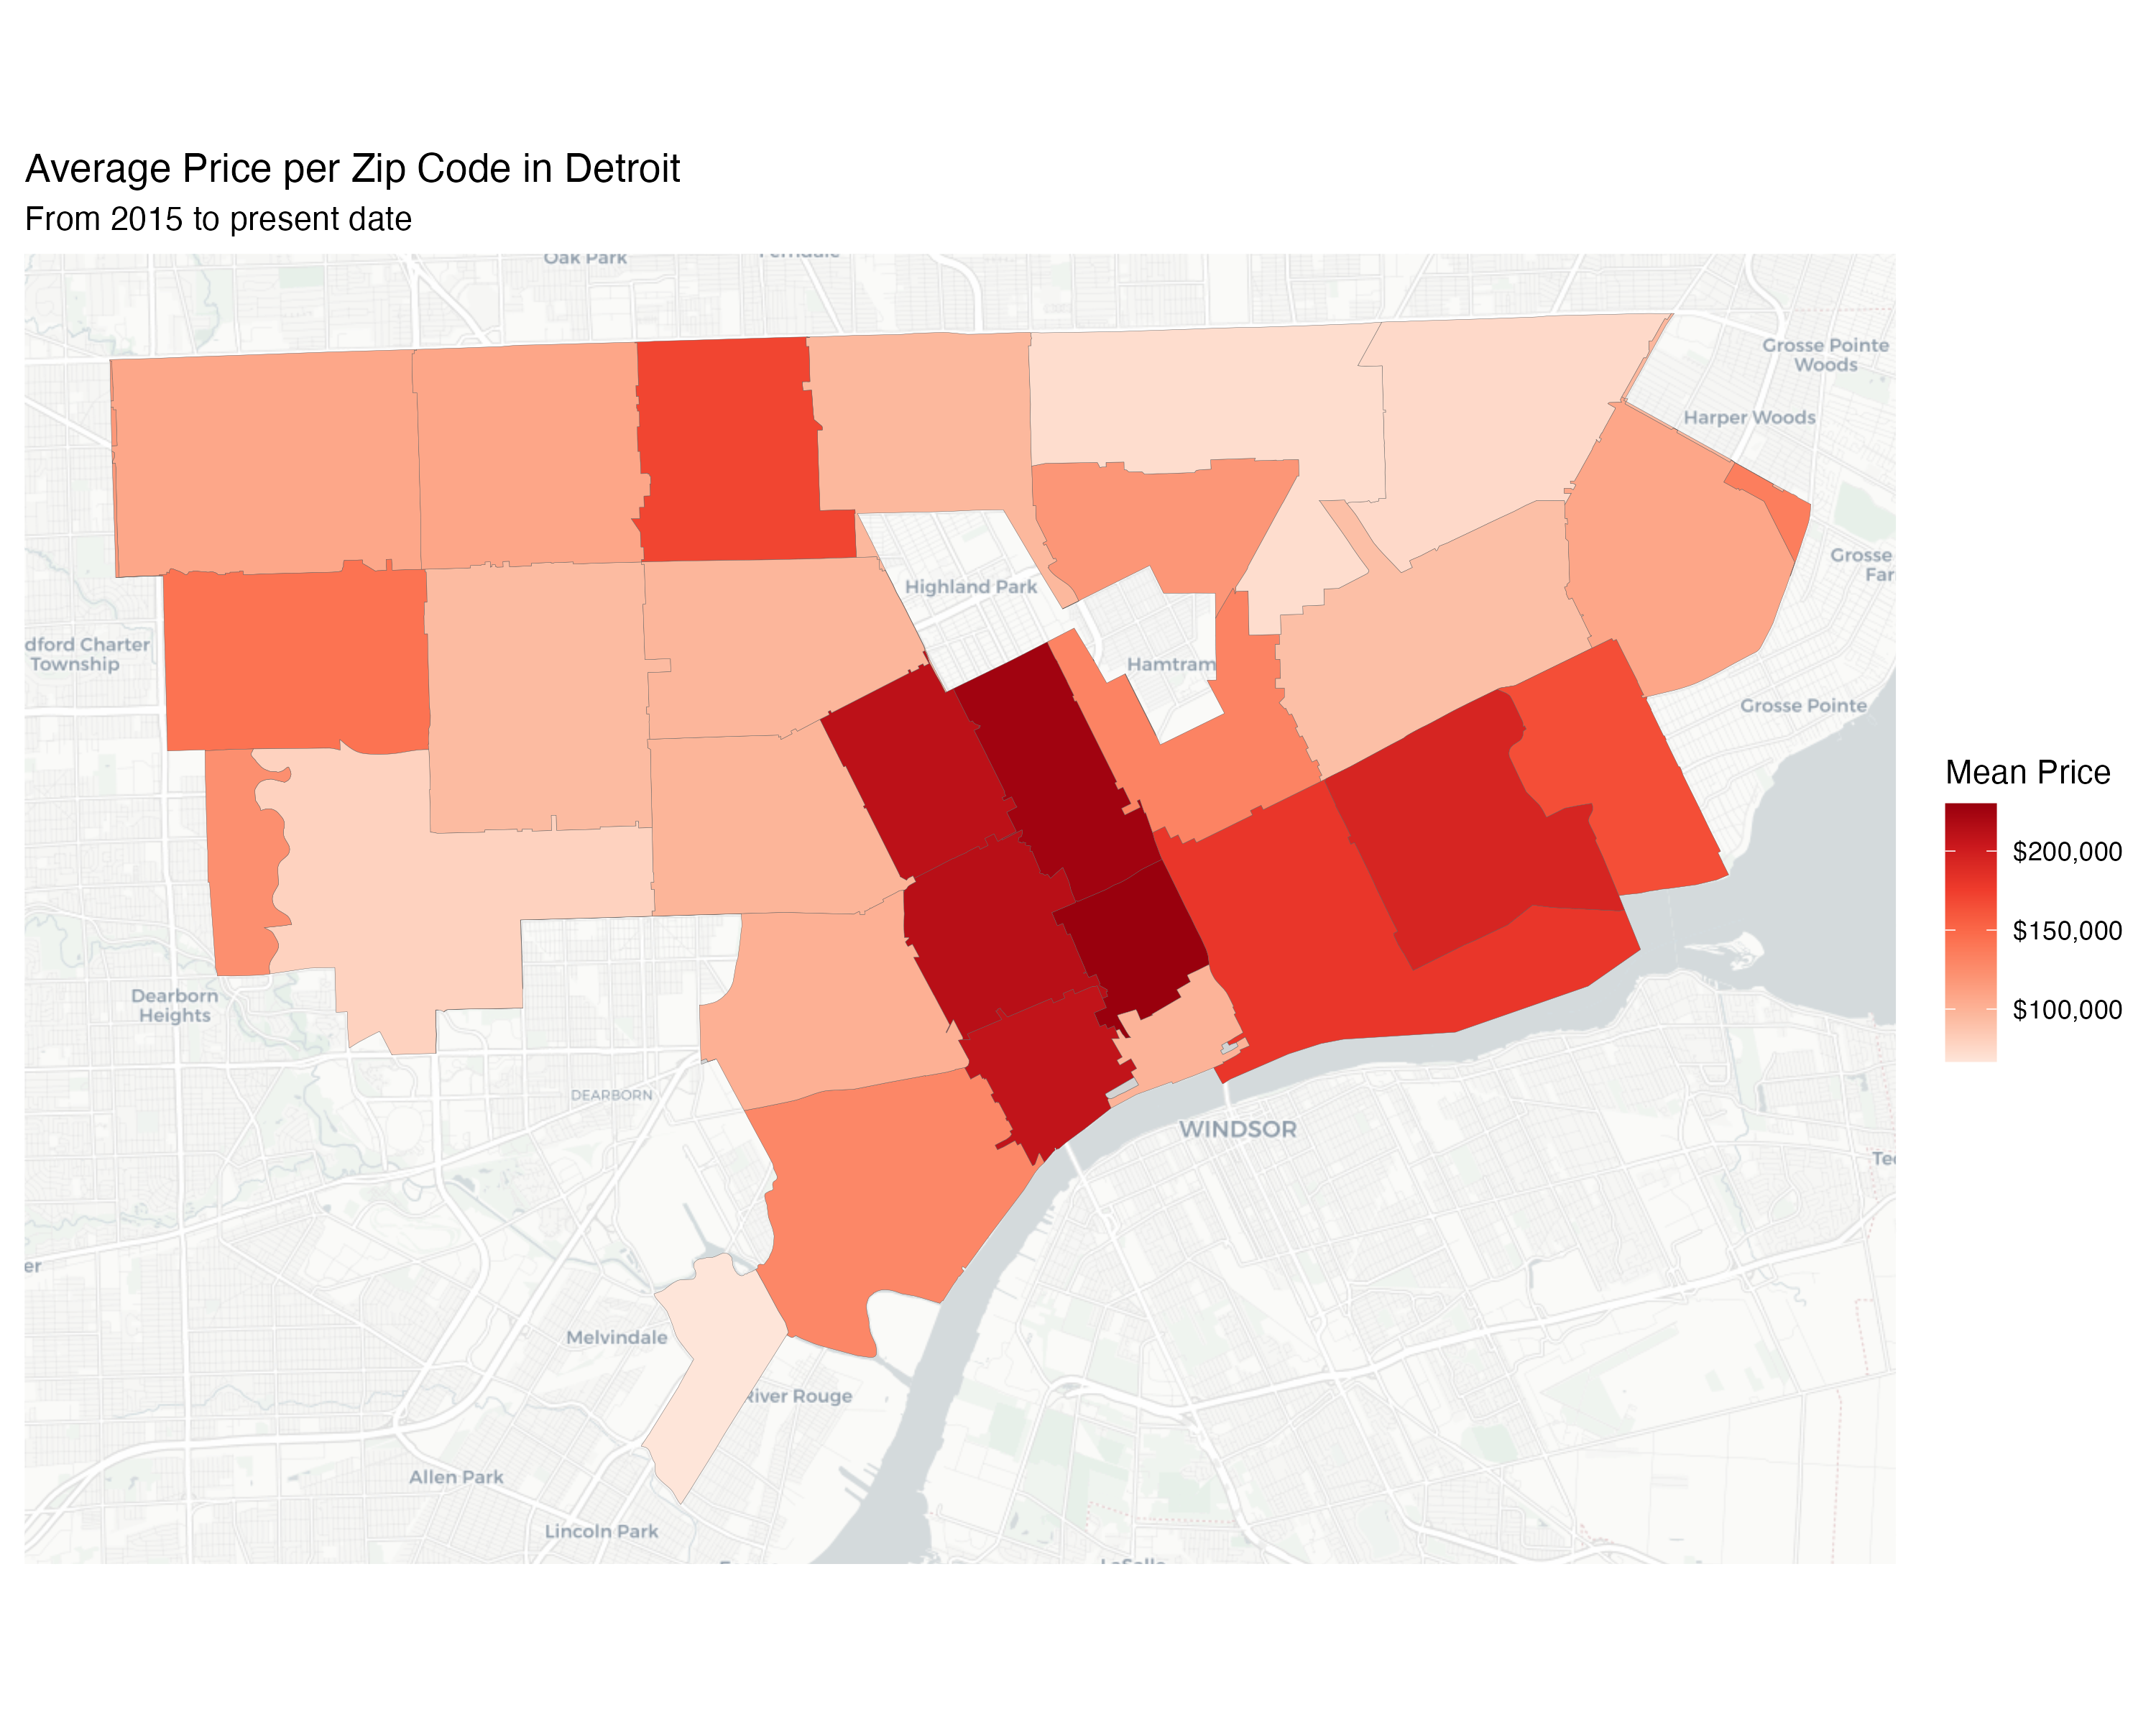 Average Price per Zip Code in Detroit
From 2015 to present date
Oak Park
Grosse Pointe
Woods
Harper Woods
Grosse
Far
Highland Park
dford Charter
Township
Hamtram
Grosse Pointe
Mean Price
$200,000
$150,000
$100,000
Dearborn
Heights
DEARBORN
WINDSOR
Tec
er
Melvindale
River Rouge
Allen Park
Lincoln Park